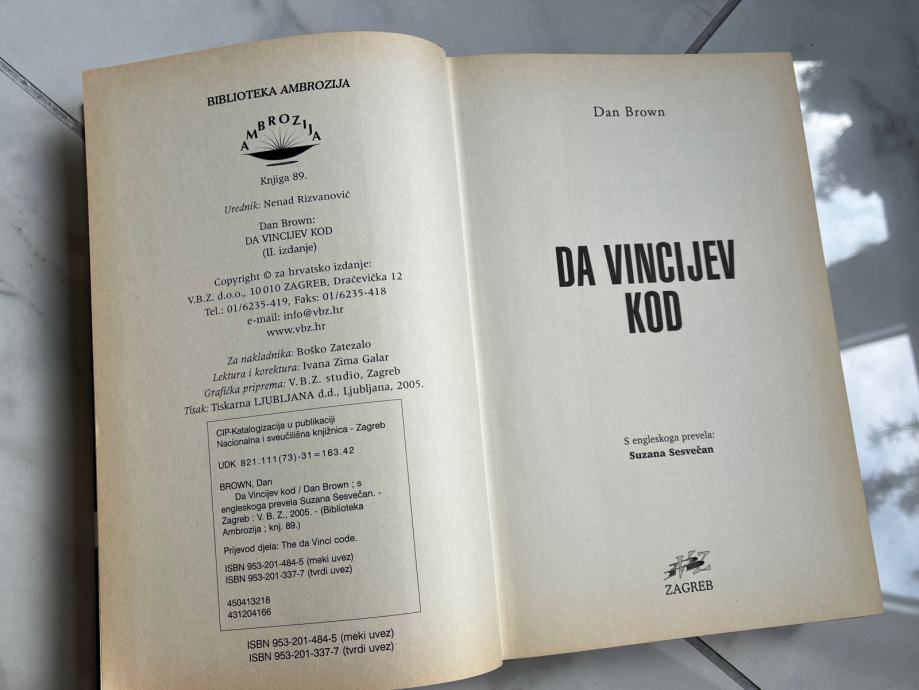 BIBLIOTEKA AMBROZIJA
AMBROZIJA
Knjiga 89.
Urednik: Nenad Rizvanović
Dan Brown:
DA VINCIJEV KOD
(II. izdanje)
Copyright © za hrvatsko izdanje:
V.B.Z. d.o.o., 10 010 ZAGREB, Dračevička 12
Tel.: 01/6235-419, Faks: 01/6235-418
e-mail: info@vbz.hr
www.vbz.hr
Za nakladnika: Boško Zatezalo
Lektura i korektura: Ivana Zima Galar
Grafička priprema: V.B.Z. studio, Zagreb
Tisak: Tiskarna LJUBLJANA d.d., Ljubljana, 2005.
CIP-Katalogizacija u publikaciji
Nacionalna i sveučilišna knjižnica - Zagreb
UDK 821.111(73)-31=163.42
BROWN, Dan
Da Vincijev kod / Dan Brown ; s
engleskoga prevela Suzana Sesvečan. -
Zagreb : V. B. Z., 2005. - (Biblioteka
Ambrozija ; knj. 89.)
Prijevod djela: The da Vinci code.
ISBN 953-201-484-5 (meki uvez)
ISBN 953-201-337-7 (tvrdi uvez)
450413218
431204166
ISBN 953-201-484-5 (meki uvez)
ISBN 953-201-337-7 (tvrdi uvez)
Dan Brown
DA VINCIJEV
KOD
S engleskoga prevela:
Suzana Sesvečan
VBZ
ZAGREB